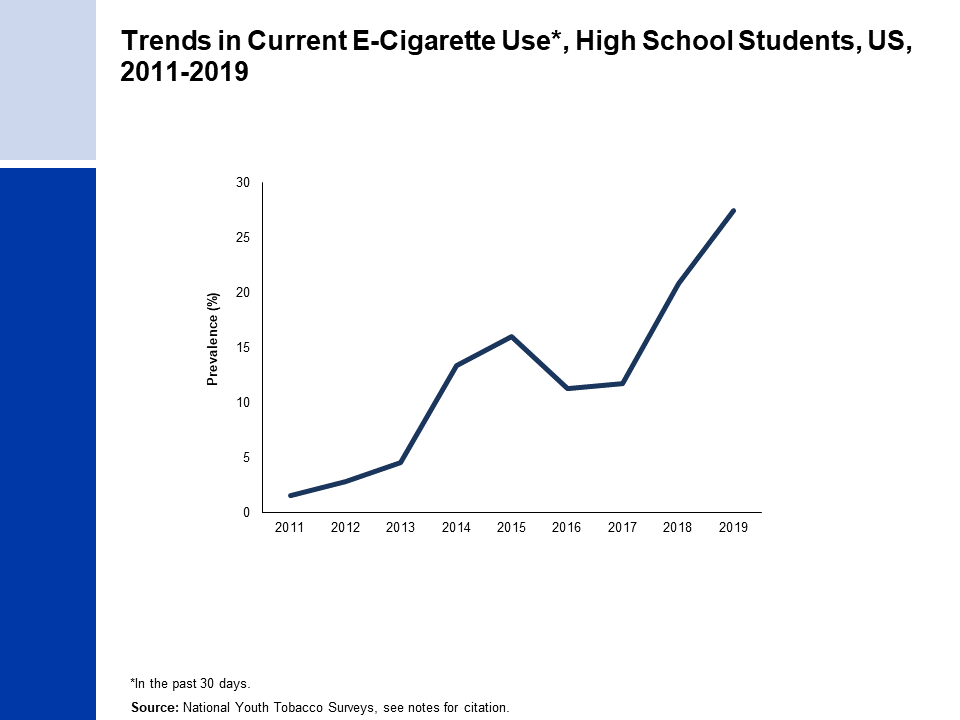 Trends in Current E-Cigarette Use*, High School Students, US,
2011-2019
30
25
20
15
10
5
0
Prevalence (%)
2011 2012 2013 2014 2015 2016 2017 2018 2019
*In the past 30 days.
Source: National Youth Tobacco Surveys, see notes for citation.